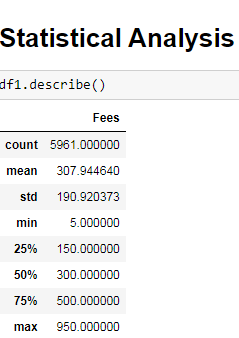 Statistical Analysis
df1.describe()
Fees
count 5961.000000
mean 307.944640
std 190.920373
min 5.000000
25% 150.000000
50% 300.000000
75% 500.000000
max 950.000000